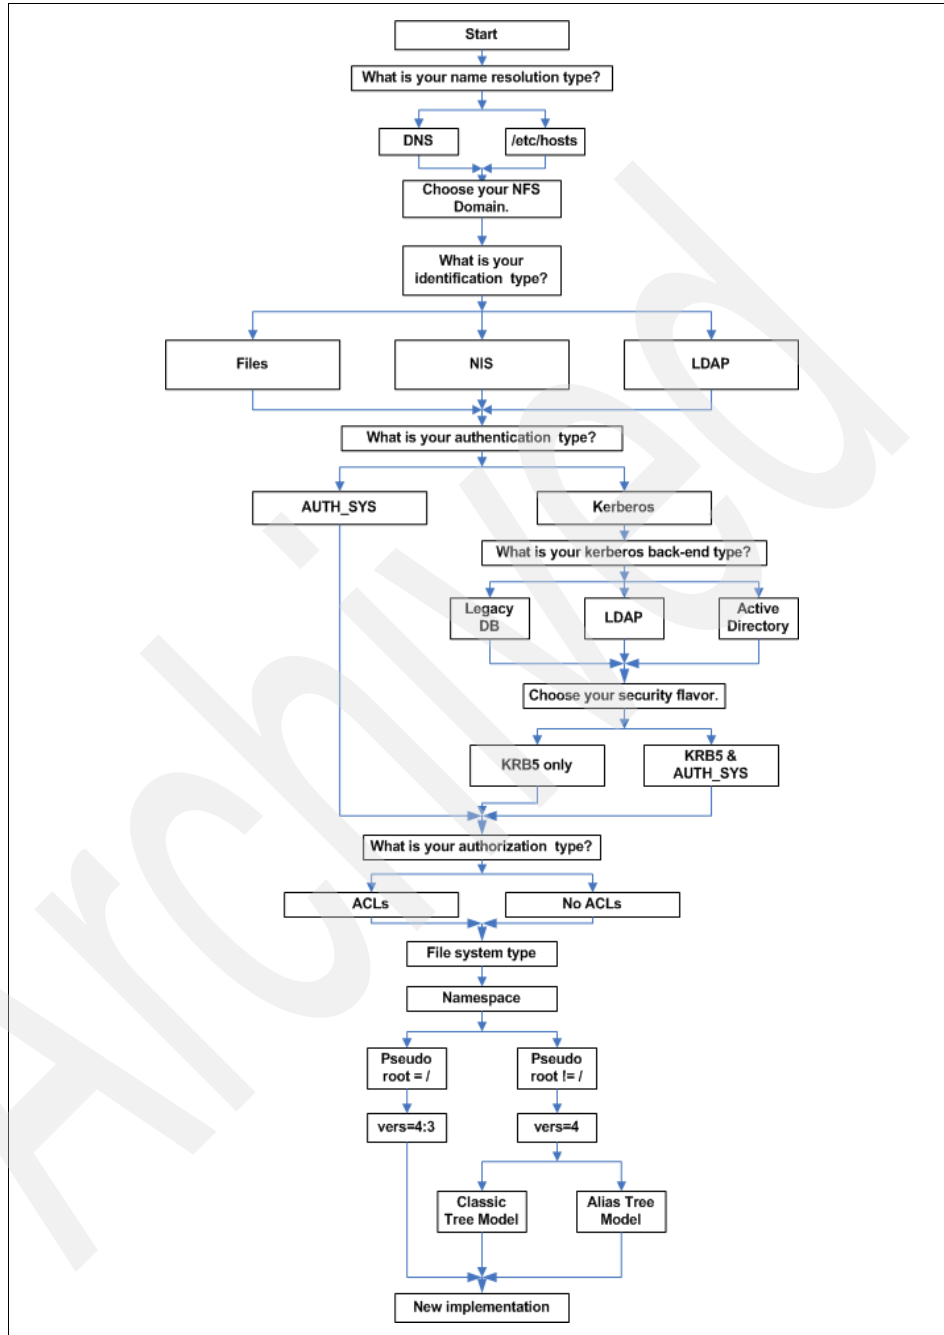 Start
What is your name resolution type?
DNS
/etc/hosts
Choose your NFS
Domain.
What is your
identification type?
Files
NIS
LDAP
What is your authentication type?
AUTH_SYS
Kerberos
What is your kerberos back-end type?
Legacy
DB
LDAP
Active
Directory
Choose your security flavor.
KRB5 only
KRB5 &
AUTH_SYS
What is your authorization type?
ACLs
No ACLs
File system type
Namespace
Pseudo
root = /
Pseudo
root != /
vers=4:3
vers=4
Classic
Tree Model
Alias Tree
Model
New implementation
Archived